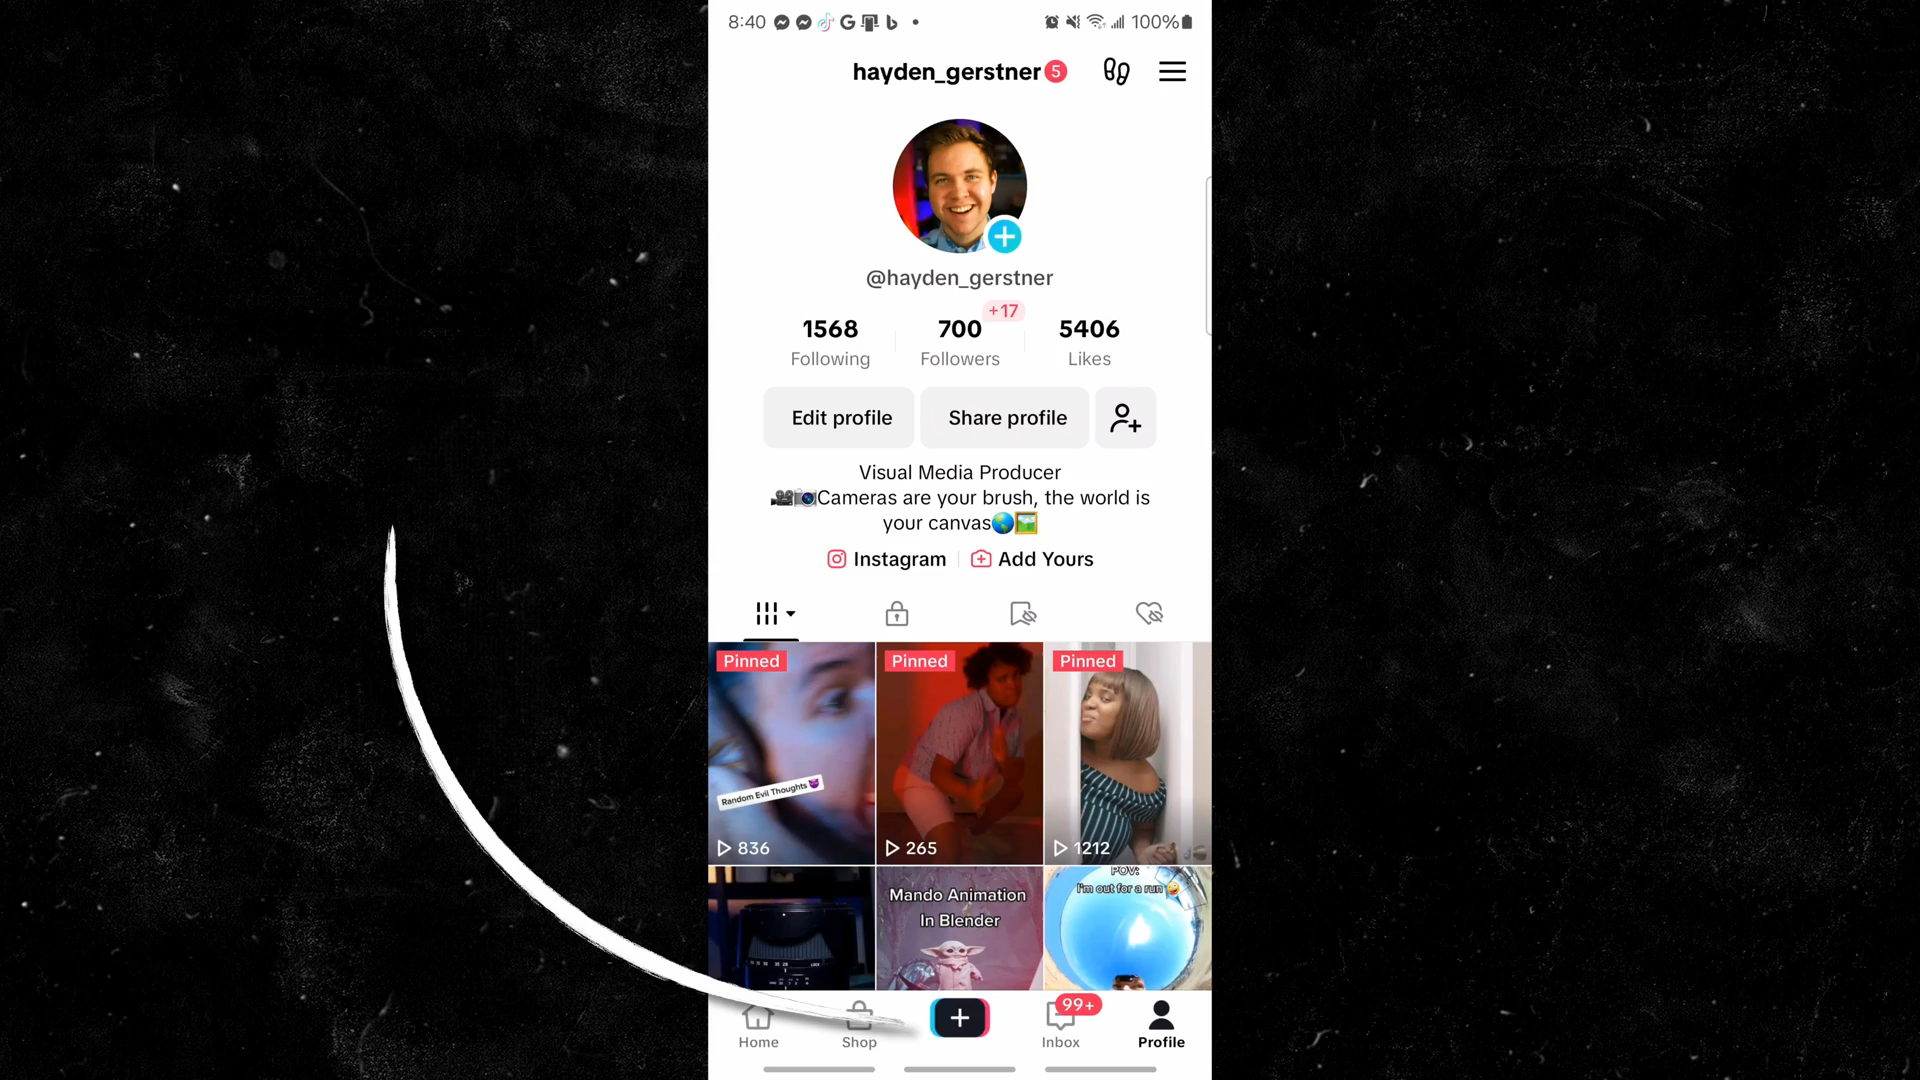 8:40
100%
hayden_gerstner 5
@hayden_gerstner
+17
1568 700 5406
Following Followers Likes
Edit profile Share profile
Visual Media Producer
🎥📷Cameras are your brush, the world is
your canvas🌎🖼️
Instagram Add Yours
Pinned Pinned Pinned
Random Evil Thoughts 😈
836 265 1212
Mando Animation
In Blender
POV:
I'm out for a run 🤪
99+
Home Shop Inbox Profile